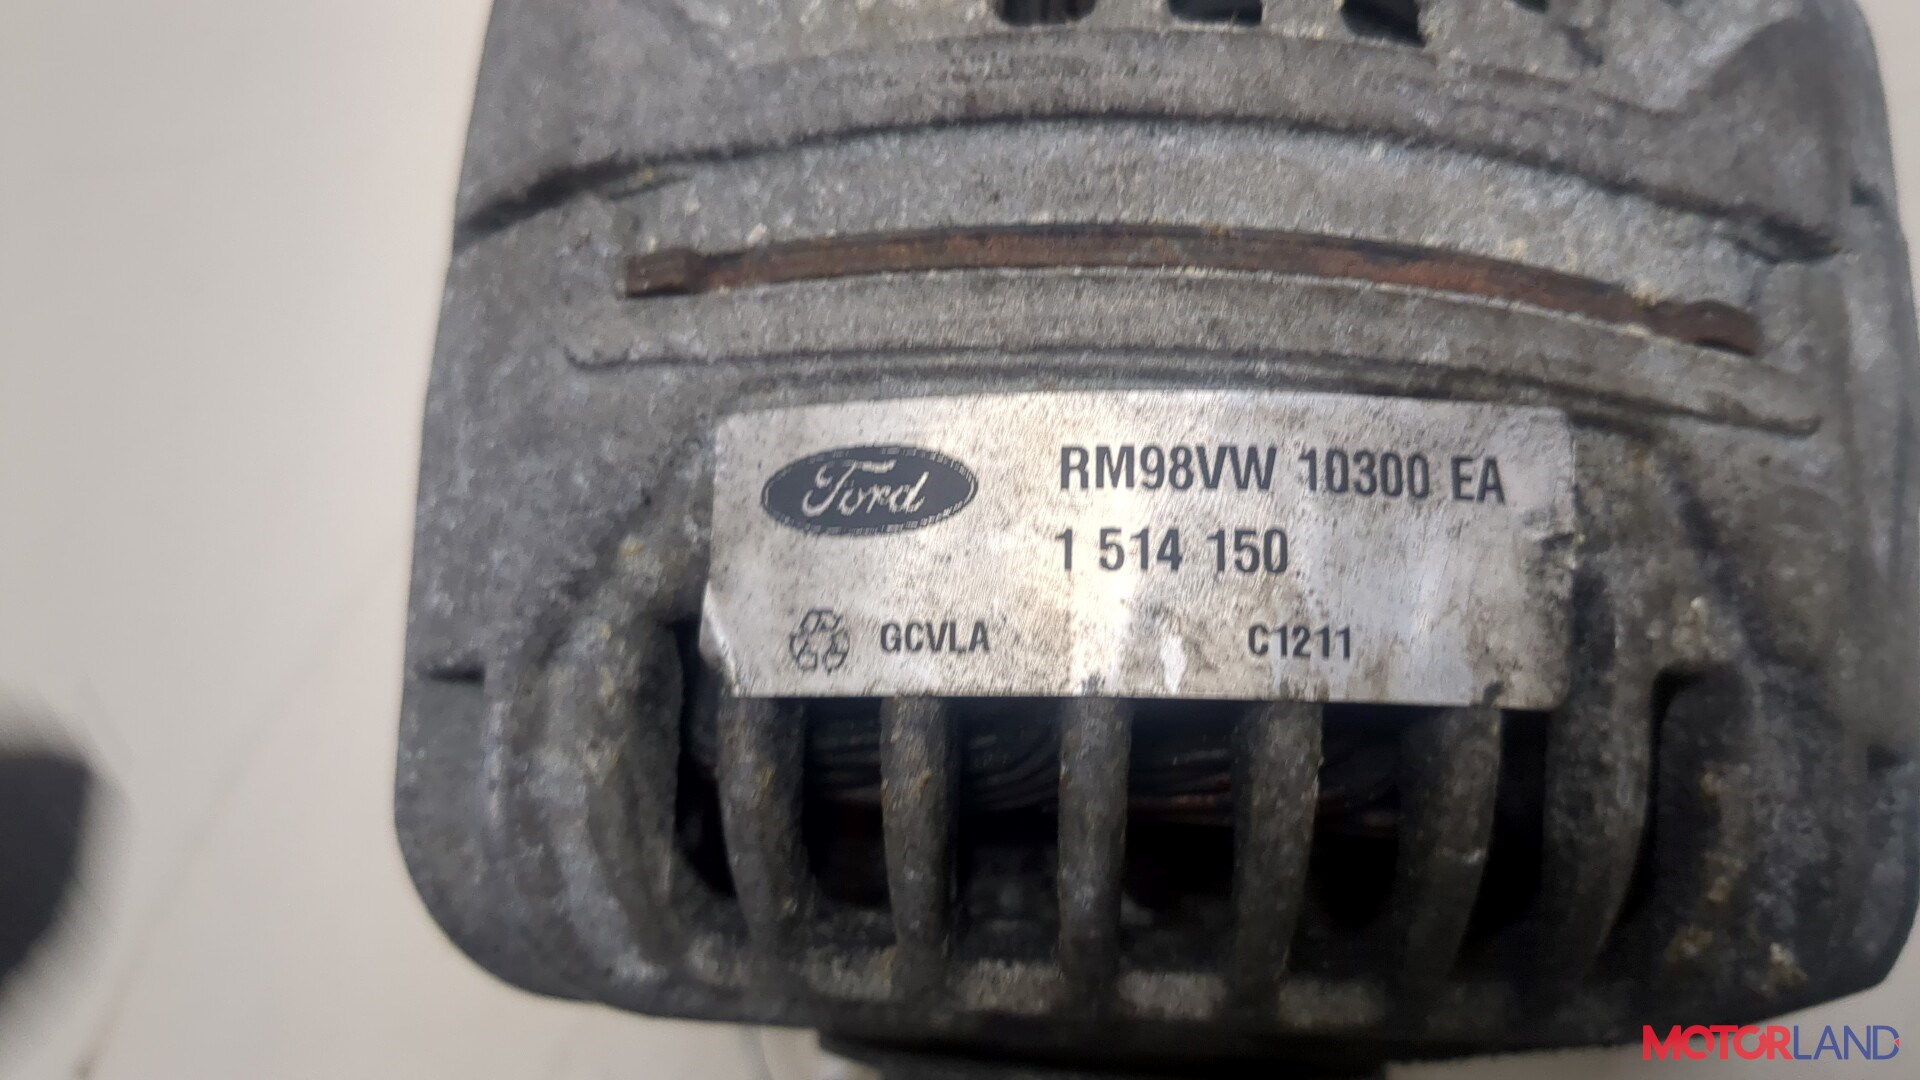 Ford
RM98VW 10300 EA
1 514 150
GCVLA C1211
MOTORLAND